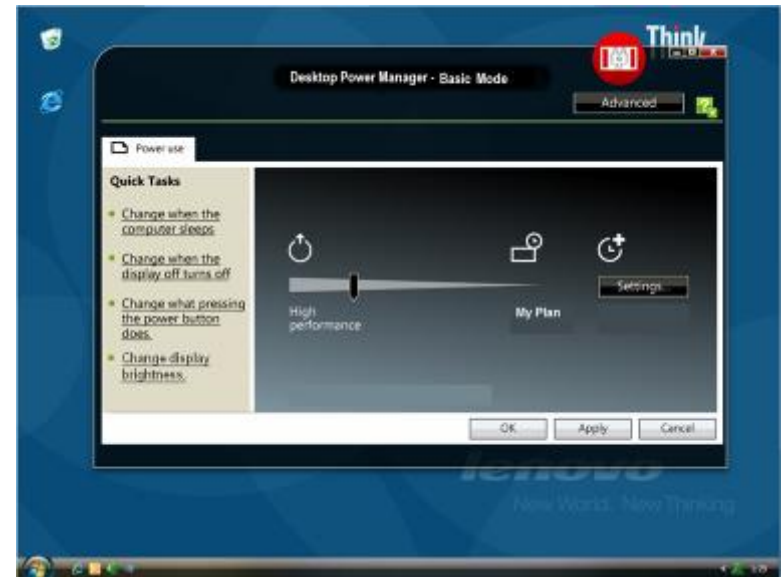 Think
Desktop Power Manager - Basic Mode
Advanced
Power use
Quick Tasks
Change when the
computer sleeps
Change when the
display off turns off
Change what pressing
the power button
does.
Change display
brightness.
High
performance
My Plan
Settings...
OK
Apply
Cancel
lenovo
New World. New Thinking